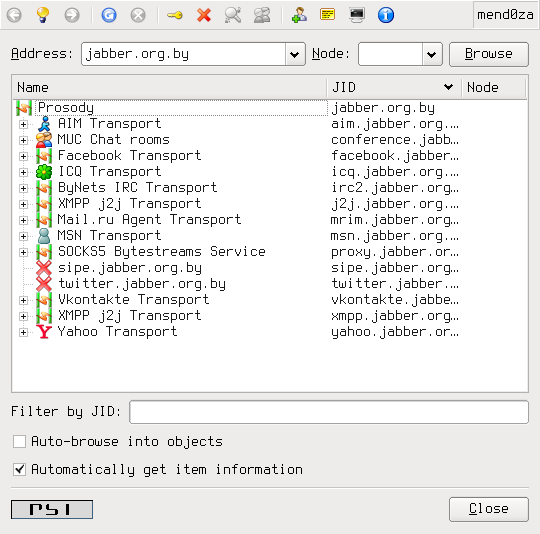 mend0za
Address: jabber.org.by Node: Browse
Name JID Node
Prosody jabber.org.by
AIM Transport aim.jabber.org....
MUC Chat rooms conference.jabb...
Facebook Transport facebook.jabber...
ICQ Transport icq.jabber.org....
ByNets IRC Transport irc2.jabber.org...
XMPP j2j Transport j2j.jabber.org....
Mail.ru Agent Transport mrim.jabber.org...
MSN Transport msn.jabber.org....
SOCKS5 Bytestreams Service proxy.jabber.or...
sipe.jabber.org.by sipe.jabber.org...
twitter.jabber.org.by twitter.jabber....
Vkontakte Transport vkontakte.jabbe...
XMPP j2j Transport xmpp.jabber.org...
Yahoo Transport yahoo.jabber.or...
Filter by JID:
Auto-browse into objects
Automatically get item information
PSI Close